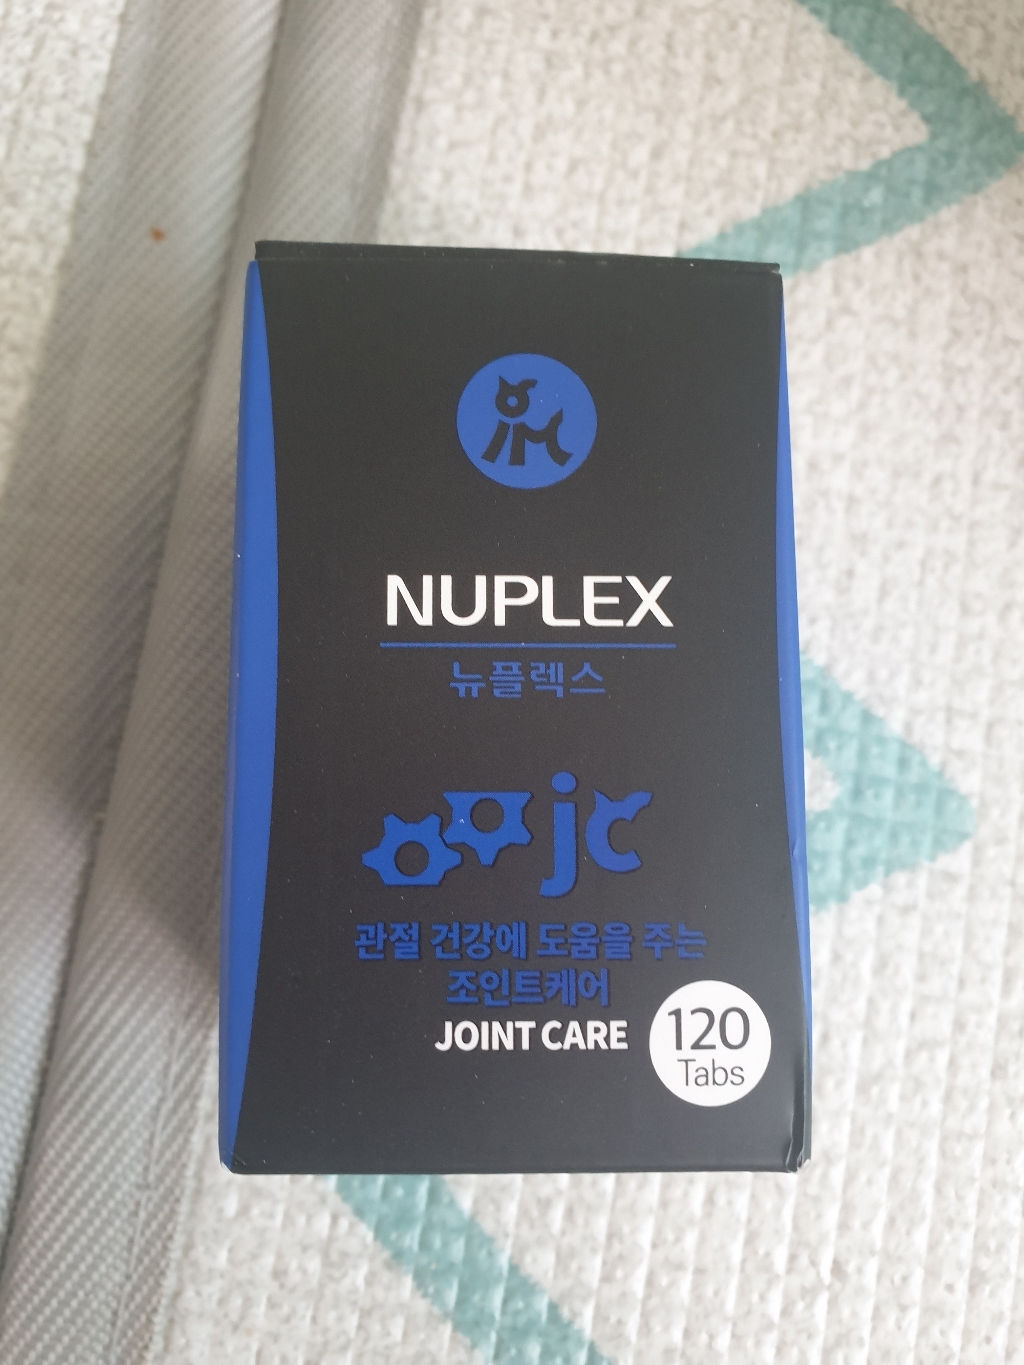 NUPLEX
뉴플렉스
jc
관절 건강에 도움을 주는
조인트케어
JOINT CARE
120
Tabs